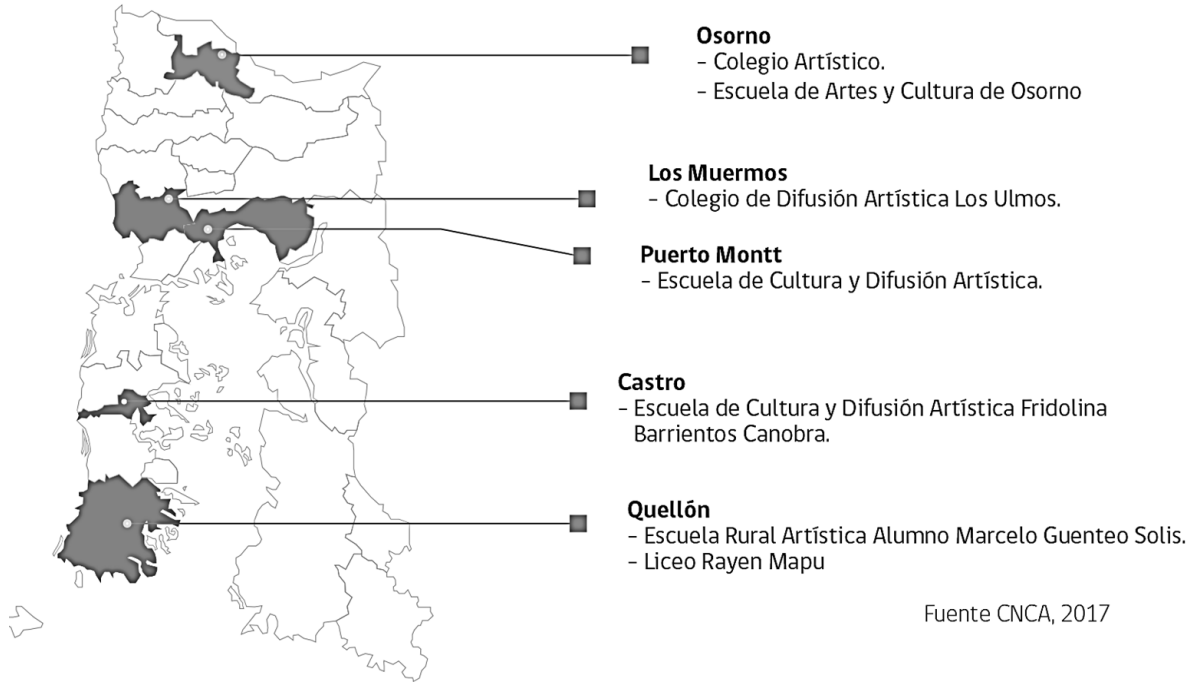 Osorno
– Colegio Artístico.
– Escuela de Artes y Cultura de Osorno
Los Muermos
– Colegio de Difusión Artística Los Ulmos.
Puerto Montt
– Escuela de Cultura y Difusión Artística.
Castro
– Escuela de Cultura y Difusión Artística Fridolina
Barrientos Canobra.
Quellón
– Escuela Rural Artística Alumno Marcelo Guenteo Solis.
– Liceo Rayen Mapu
Fuente CNCA, 2017